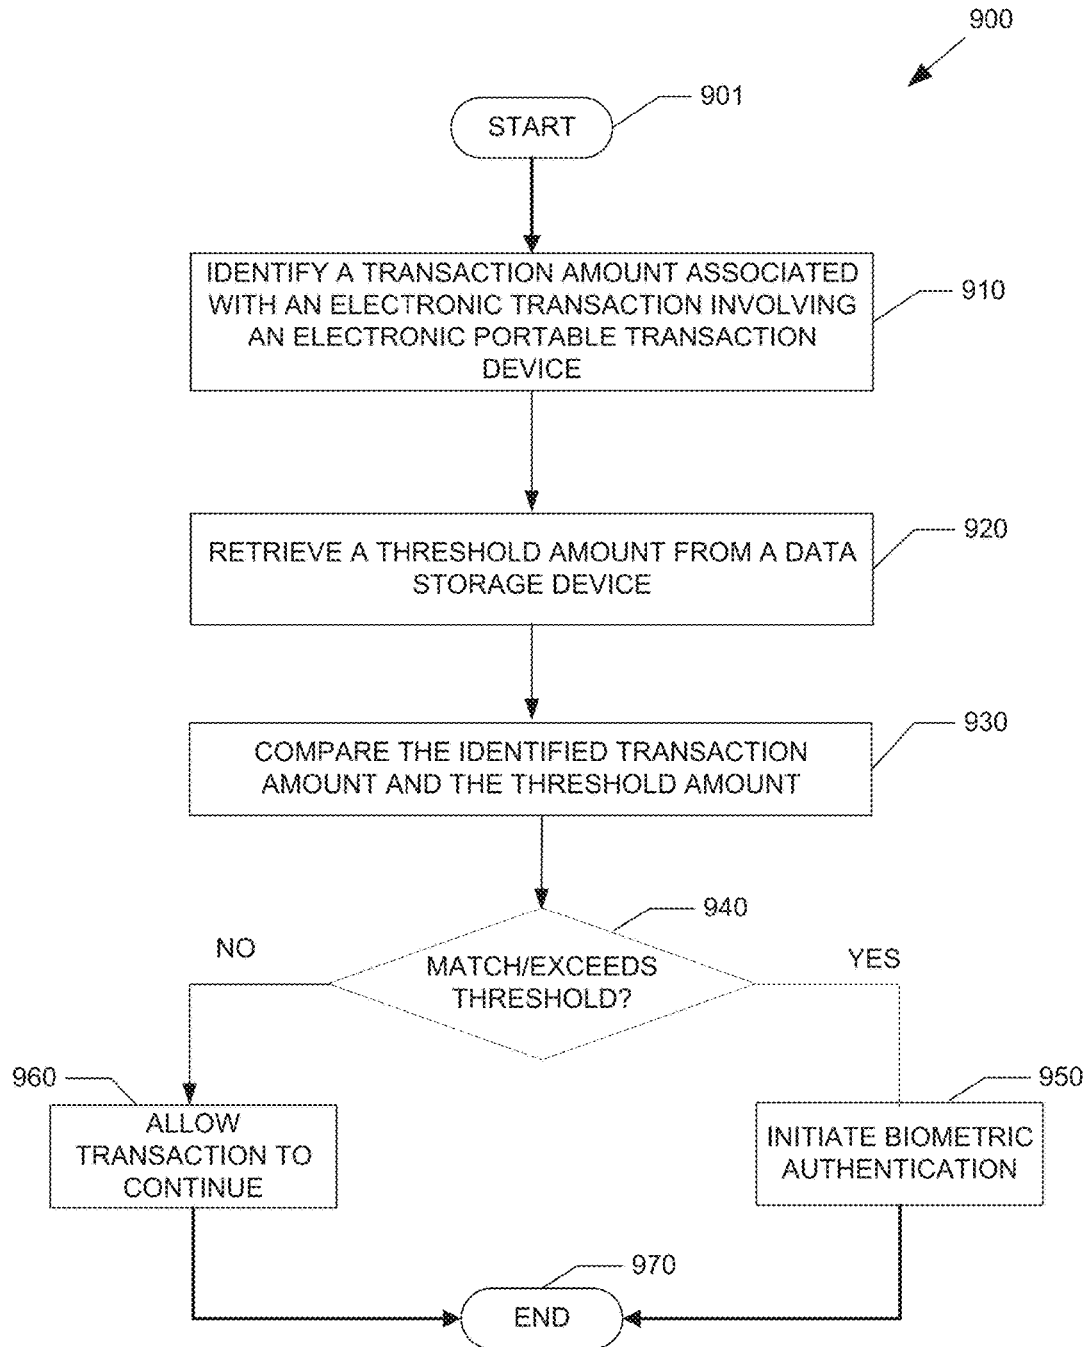 900
START
901
IDENTIFY A TRANSACTION AMOUNT ASSOCIATED
WITH AN ELECTRONIC TRANSACTION INVOLVING
AN ELECTRONIC PORTABLE TRANSACTION
DEVICE
910
RETRIEVE A THRESHOLD AMOUNT FROM A DATA
STORAGE DEVICE
920
COMPARE THE IDENTIFIED TRANSACTION
AMOUNT AND THE THRESHOLD AMOUNT
930
940
MATCH/EXCEEDS
THRESHOLD?
NO
YES
960
ALLOW
TRANSACTION TO
CONTINUE
950
INITIATE BIOMETRIC
AUTHENTICATION
970
END